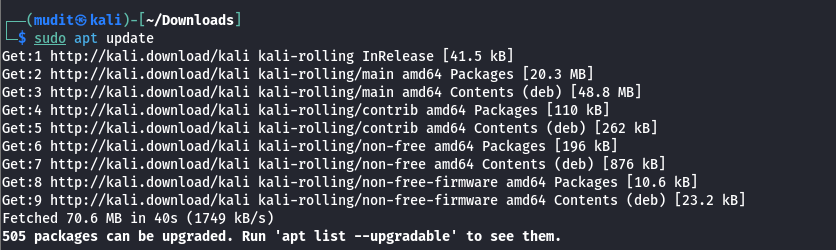 ┌──(mudit㉿kali)-[~/Downloads]
└─$ sudo apt update
Get:1 http://kali.download/kali kali-rolling InRelease [41.5 kB]
Get:2 http://kali.download/kali kali-rolling/main amd64 Packages [20.3 MB]
Get:3 http://kali.download/kali kali-rolling/main amd64 Contents (deb) [48.8 MB]
Get:4 http://kali.download/kali kali-rolling/contrib amd64 Packages [110 kB]
Get:5 http://kali.download/kali kali-rolling/contrib amd64 Contents (deb) [262 kB]
Get:6 http://kali.download/kali kali-rolling/non-free amd64 Packages [196 kB]
Get:7 http://kali.download/kali kali-rolling/non-free amd64 Contents (deb) [876 kB]
Get:8 http://kali.download/kali kali-rolling/non-free-firmware amd64 Packages [10.6 kB]
Get:9 http://kali.download/kali kali-rolling/non-free-firmware amd64 Contents (deb) [23.2 kB]
Fetched 70.6 MB in 40s (1749 kB/s)
505 packages can be upgraded. Run 'apt list --upgradable' to see them.